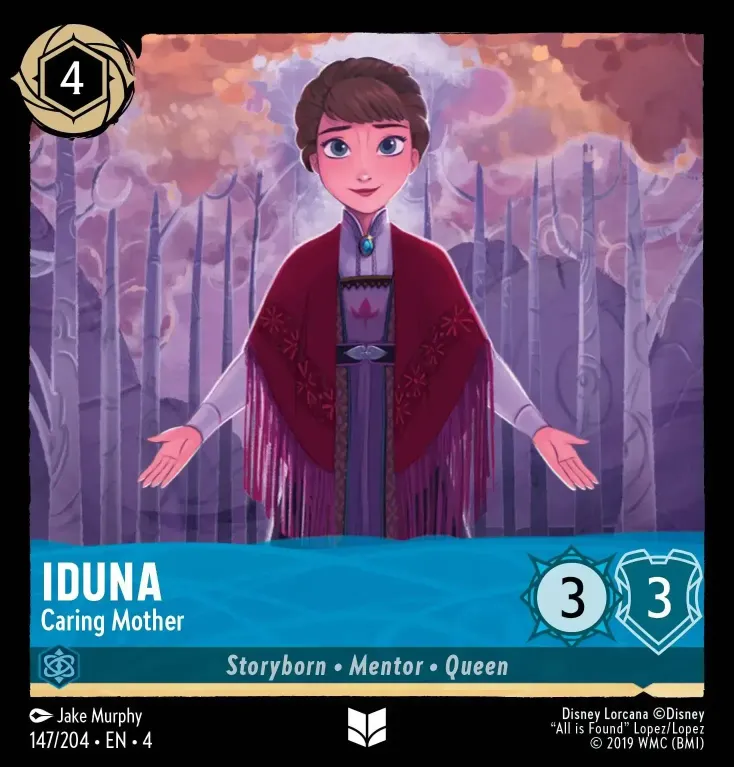 4
IDUNA
Caring Mother
3
3
Storyborn • Mentor • Queen
Jake Murphy
147/204 • EN • 4
Disney Lorcana ©Disney
“All is Found” Lopez/Lopez
© 2019 WMC (BMI)